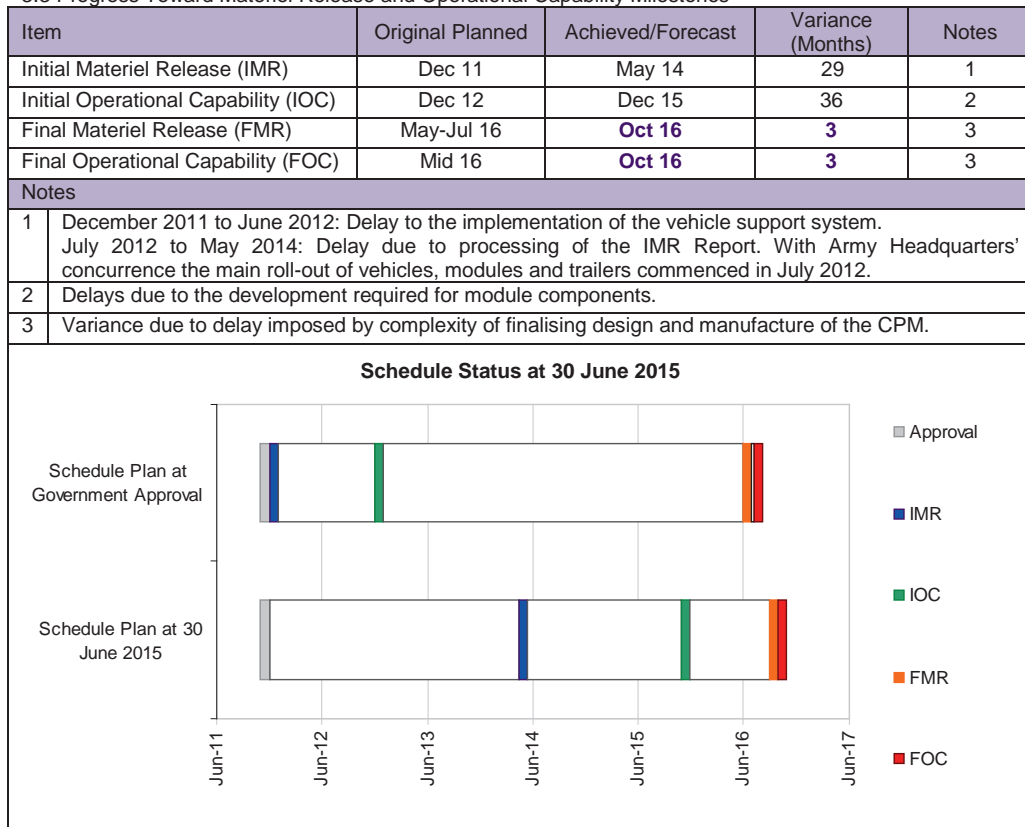 Item Original Planned Achieved/Forecast Variance (Months) Notes
Initial Materiel Release (IMR) Dec 11 May 14 29 1
Initial Operational Capability (IOC) Dec 12 Dec 15 36 2
Final Materiel Release (FMR) May-Jul 16 Oct 16 3 3
Final Operational Capability (FOC) Mid 16 Oct 16 3 3
Notes
1 December 2011 to June 2012: Delay to the implementation of the vehicle support system.
July 2012 to May 2014: Delay due to processing of the IMR Report. With Army Headquarters’
concurrence the main roll-out of vehicles, modules and trailers commenced in July 2012.
2 Delays due to the development required for module components.
3 Variance due to delay imposed by complexity of finalising design and manufacture of the CPM.
Schedule Status at 30 June 2015
Schedule Plan at
Government Approval
Schedule Plan at 30
June 2015
Jun-11 Jun-12 Jun-13 Jun-14 Jun-15 Jun-16 Jun-17
Approval
IMR
IOC
FMR
FOC